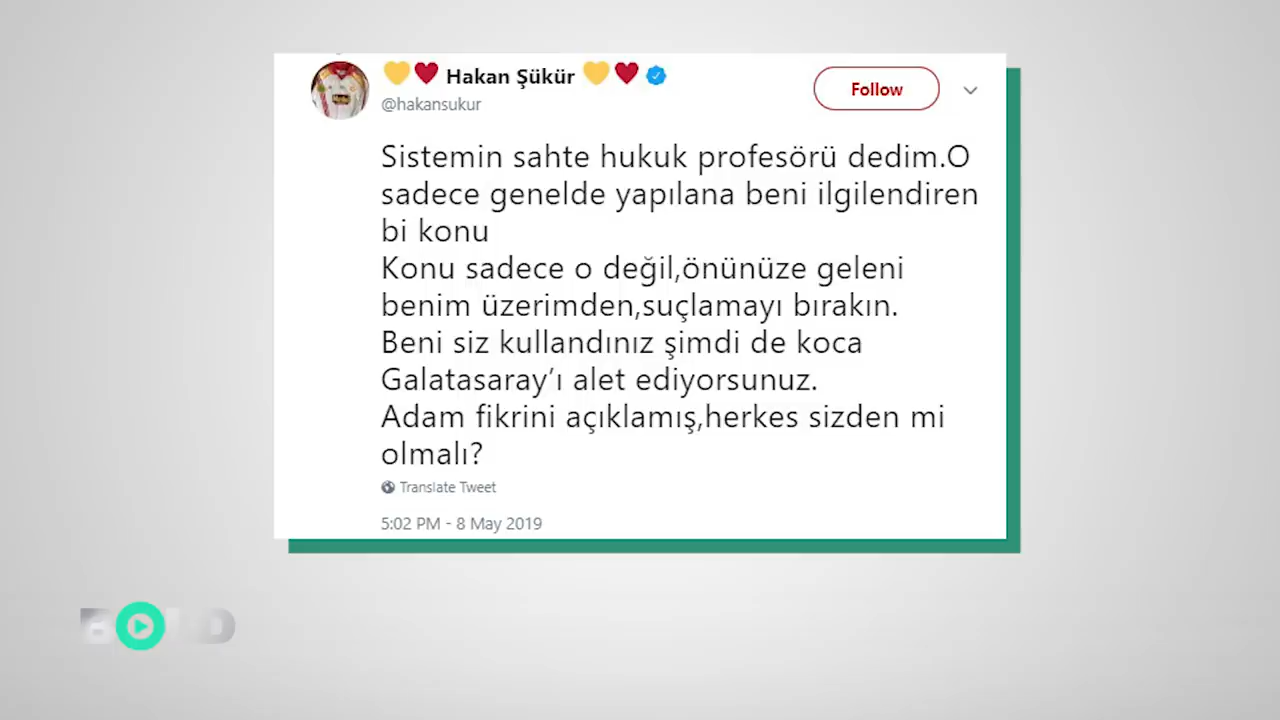 💛❤ Hakan Şükür 💛❤
@hakansukur
Follow
Sistemin sahte hukuk profesörü dedim.O
sadece genelde yapılana beni ilgilendiren
bi konu
Konu sadece o değil,önünüze geleni
benim üzerimden,suçlamayı bırakın.
Beni siz kullandınız şimdi de koca
Galatasaray’ı alet ediyorsunuz.
Adam fikrini açıklamış,herkes sizden mi
olmalı?
Translate Tweet
5:02 PM - 8 May 2019